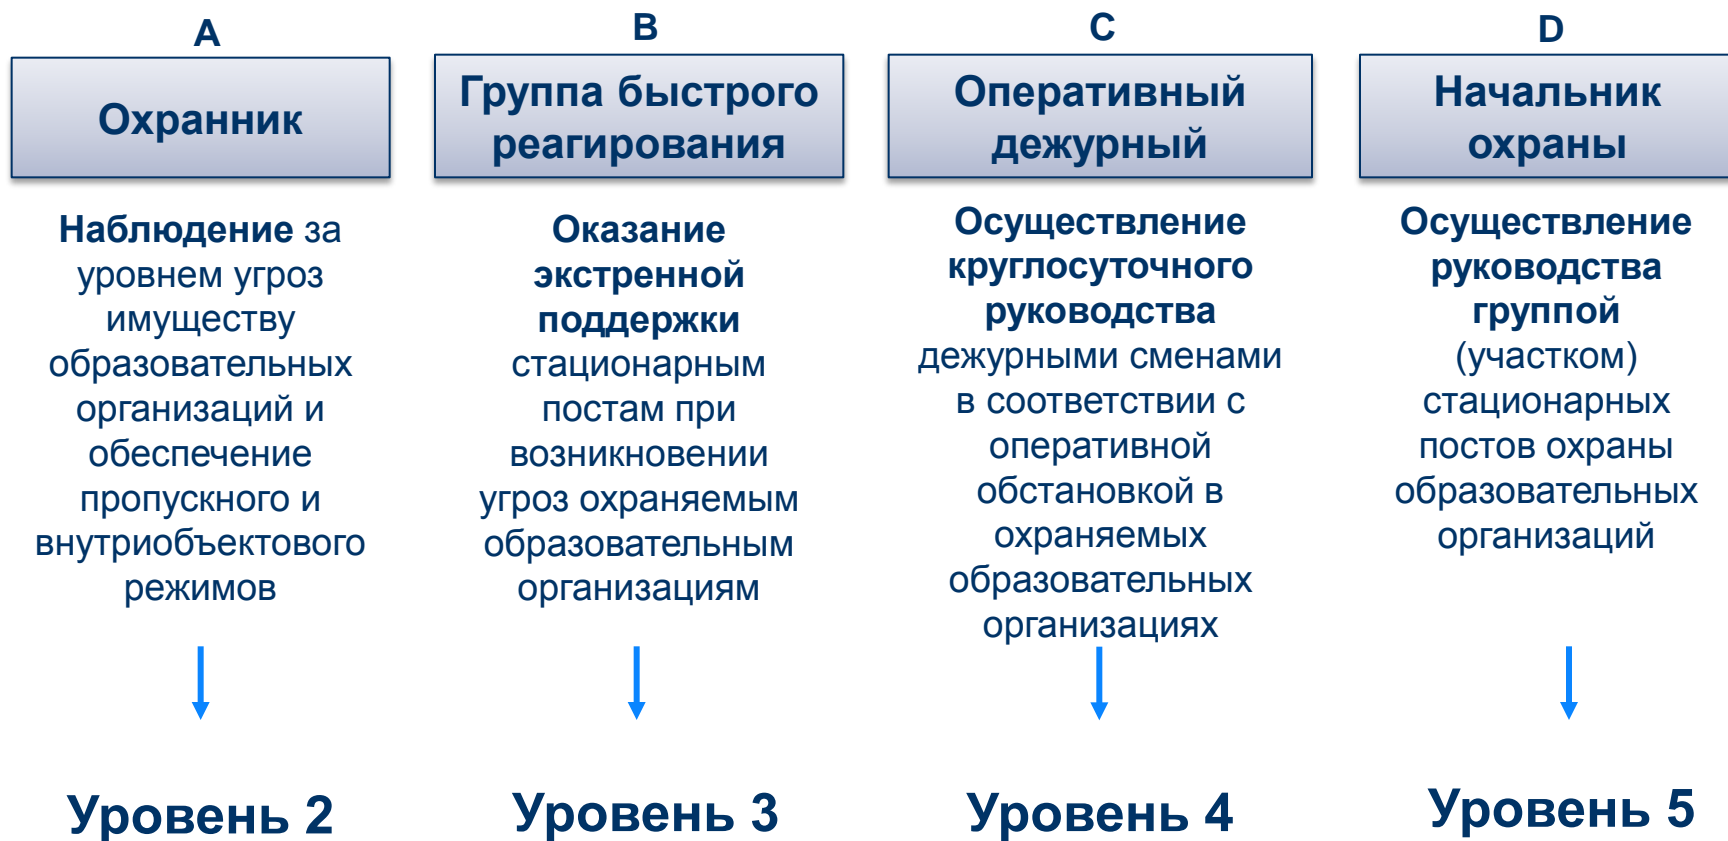 A
Охранник
Наблюдение за
уровнем угроз
имуществу
образовательных
организаций и
обеспечение
пропускного и
внутриобъектового
режимов
Уровень 2
B
Группа быстрого
реагирования
Оказание
экстренной
поддержки
стационарным
постам при
возникновении
угроз охраняемым
образовательным
организациям
Уровень 3
C
Оперативный
дежурный
Осуществление
круглосуточного
руководства
дежурными сменами
в соответствии с
оперативной
обстановкой в
охраняемых
образовательных
организациях
Уровень 4
D
Начальник
охраны
Осуществление
руководства
группой
(участком)
стационарных
постов охраны
образовательных
организаций
Уровень 5